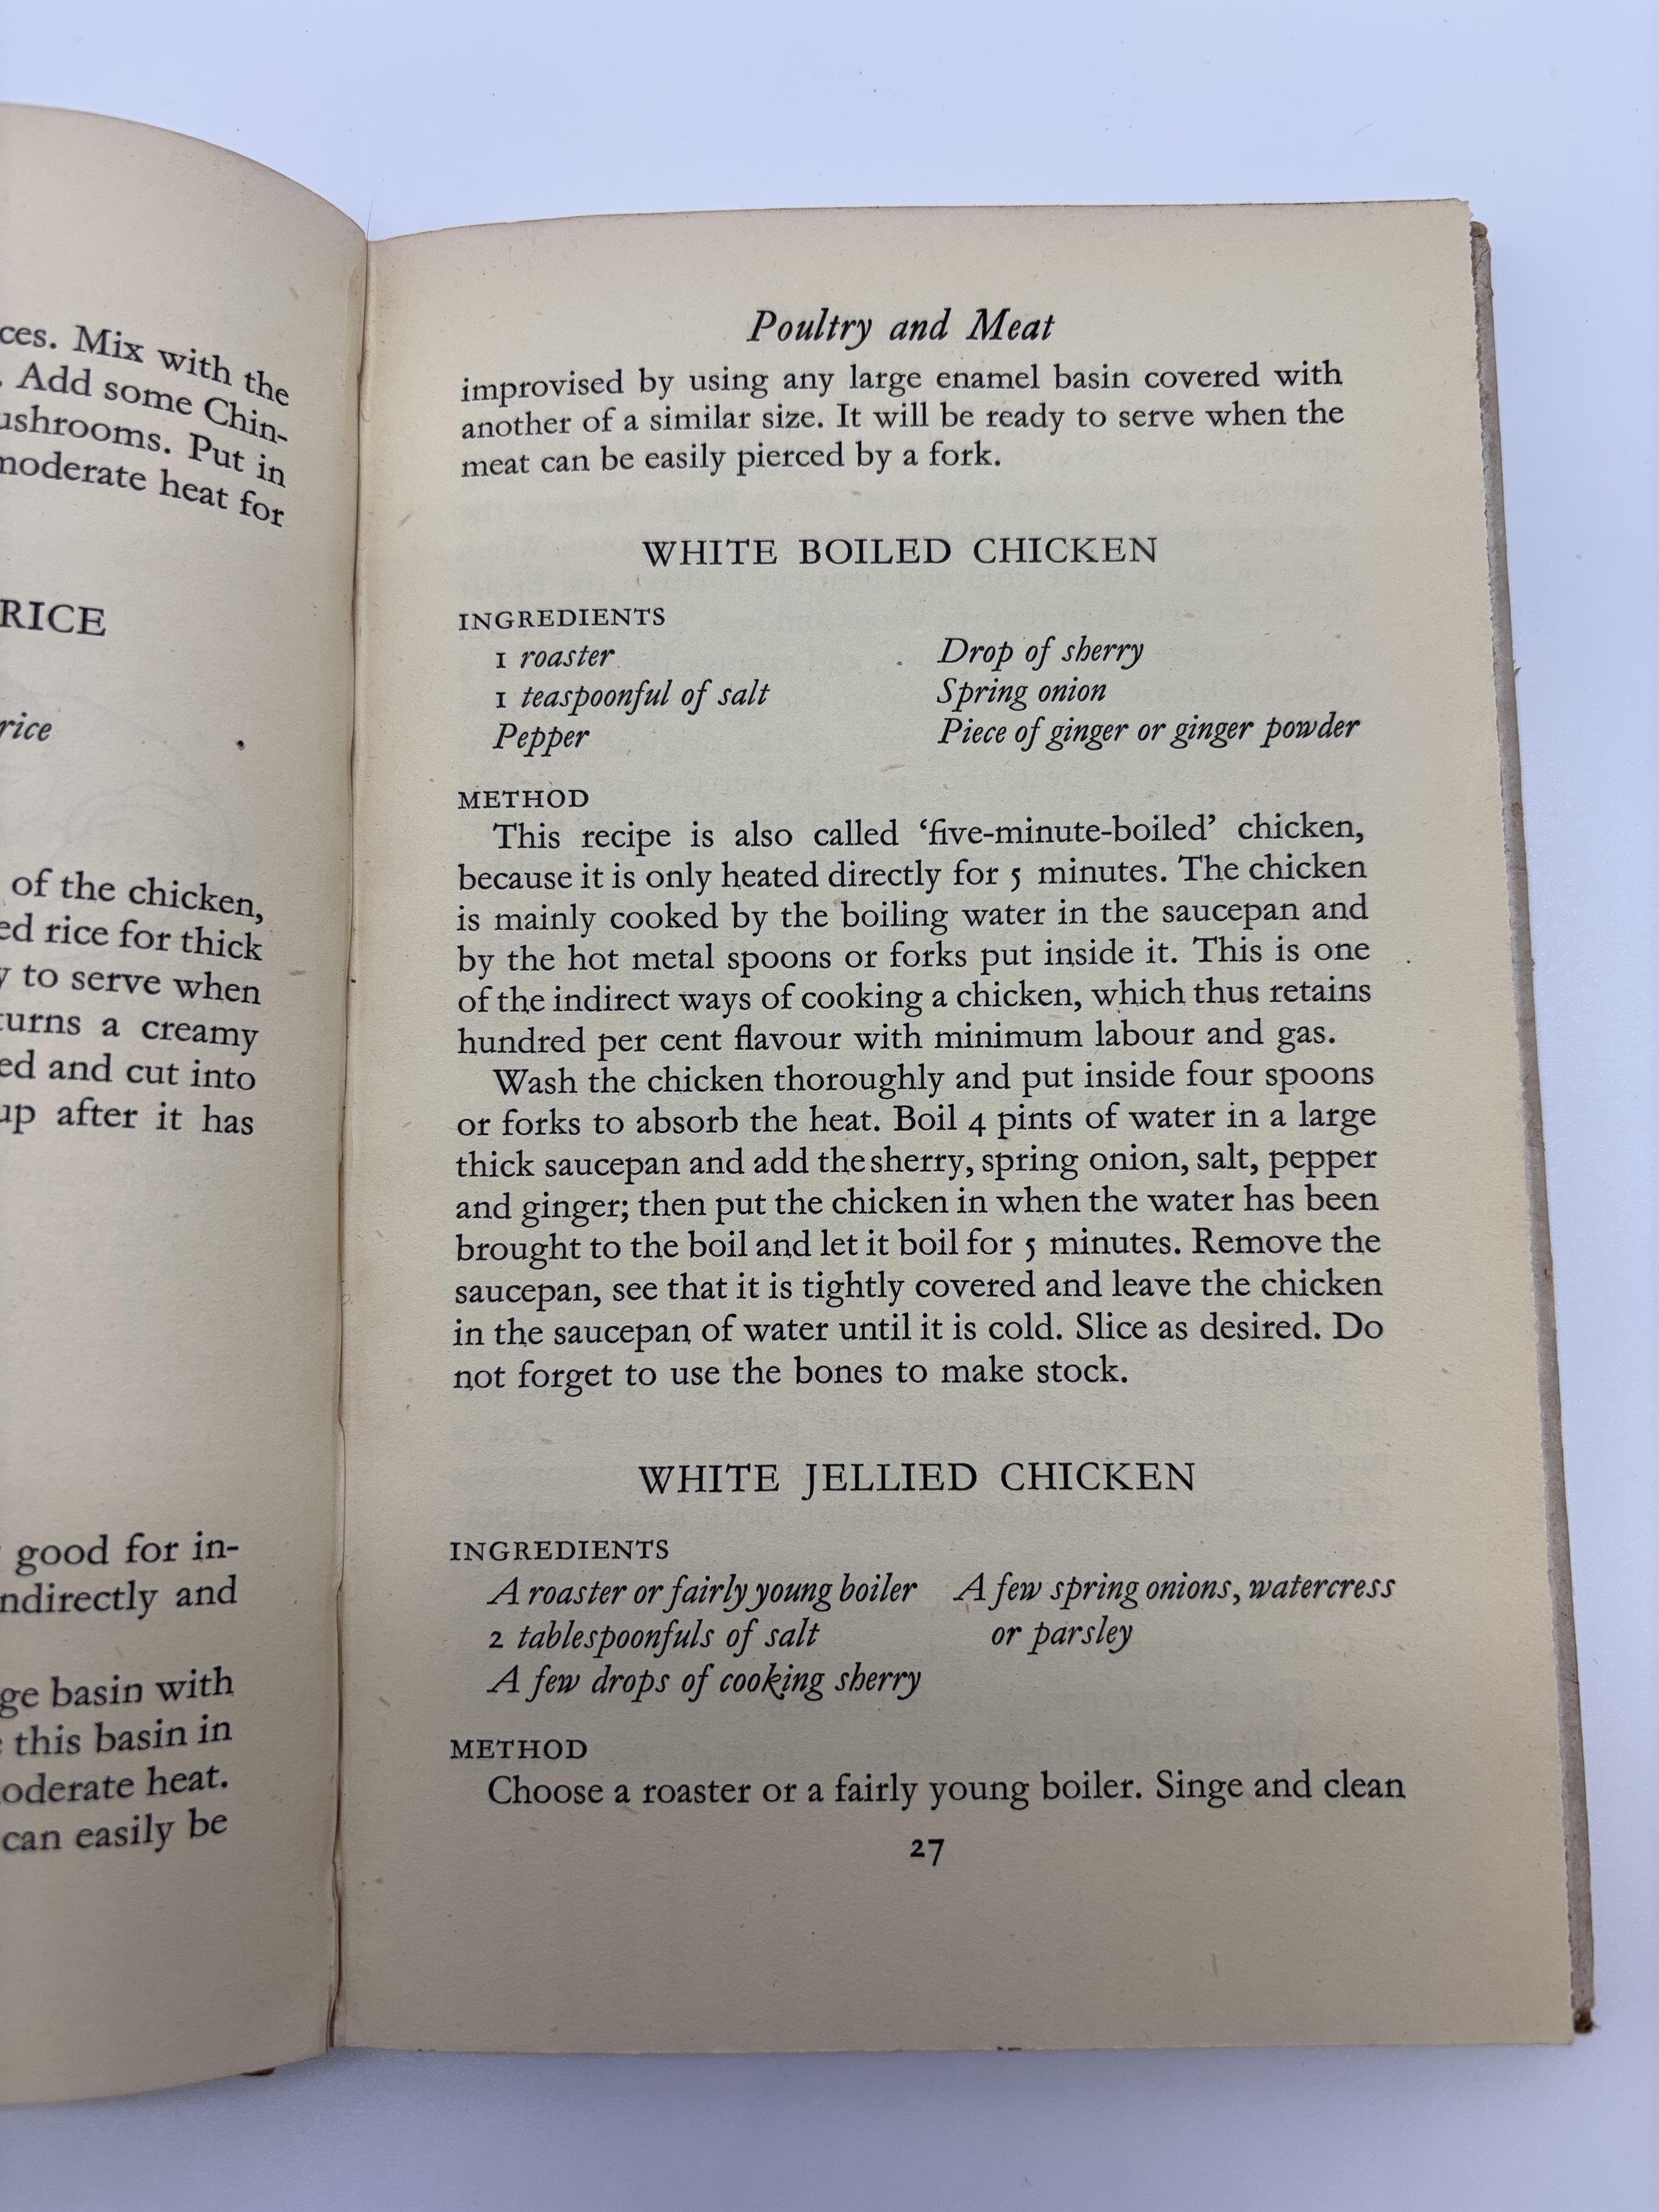 ces. Mix with the
. Add some Chin-
ushrooms. Put in
moderate heat for
RICE
rice
of the chicken,
ed rice for thick
y to serve when
turns a creamy
ed and cut into
up after it has
good for in-
ndirectly and
ge basin with
this basin in
oderate heat.
can easily be
Poultry and Meat
improvised by using any large enamel basin covered with
another of a similar size. It will be ready to serve when the
meat can be easily pierced by a fork.
WHITE BOILED CHICKEN
INGREDIENTS
1 roaster
1 teaspoonful of salt
Pepper
Drop of sherry
Spring onion
Piece of ginger or ginger powder
METHOD
This recipe is also called ‘five-minute-boiled’ chicken,
because it is only heated directly for 5 minutes. The chicken
is mainly cooked by the boiling water in the saucepan and
by the hot metal spoons or forks put inside it. This is one
of the indirect ways of cooking a chicken, which thus retains
hundred per cent flavour with minimum labour and gas.
Wash the chicken thoroughly and put inside four spoons
or forks to absorb the heat. Boil 4 pints of water in a large
thick saucepan and add the sherry, spring onion, salt, pepper
and ginger; then put the chicken in when the water has been
brought to the boil and let it boil for 5 minutes. Remove the
saucepan, see that it is tightly covered and leave the chicken
in the saucepan of water until it is cold. Slice as desired. Do
not forget to use the bones to make stock.
WHITE JELLIED CHICKEN
INGREDIENTS
A roaster or fairly young boiler
2 tablespoonfuls of salt
A few drops of cooking sherry
A few spring onions, watercress
or parsley
METHOD
Choose a roaster or a fairly young boiler. Singe and clean
27